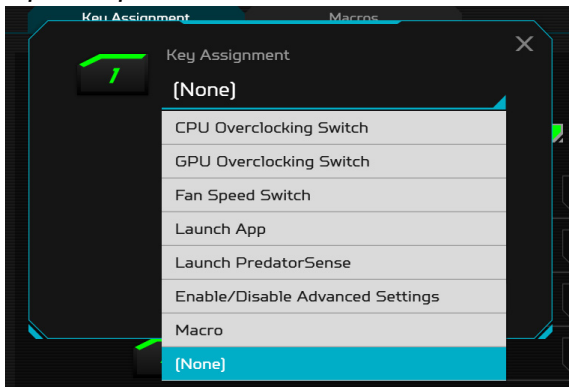 Key Assignment Macros
Key Assignment
X
1
(None)
CPU Overclocking Switch
GPU Overclocking Switch
Fan Speed Switch
Launch App
Launch PredatorSense
Enable/Disable Advanced Settings
Macro
(None)